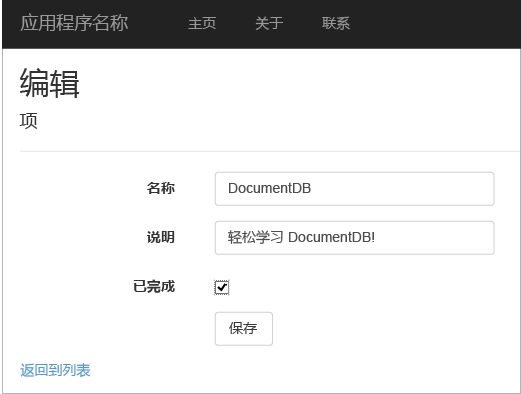 应用程序名称 主页 关于 联系
编辑
项
名称 DocumentDB
说明 轻松学习 DocumentDB!
已完成
保存
返回到列表